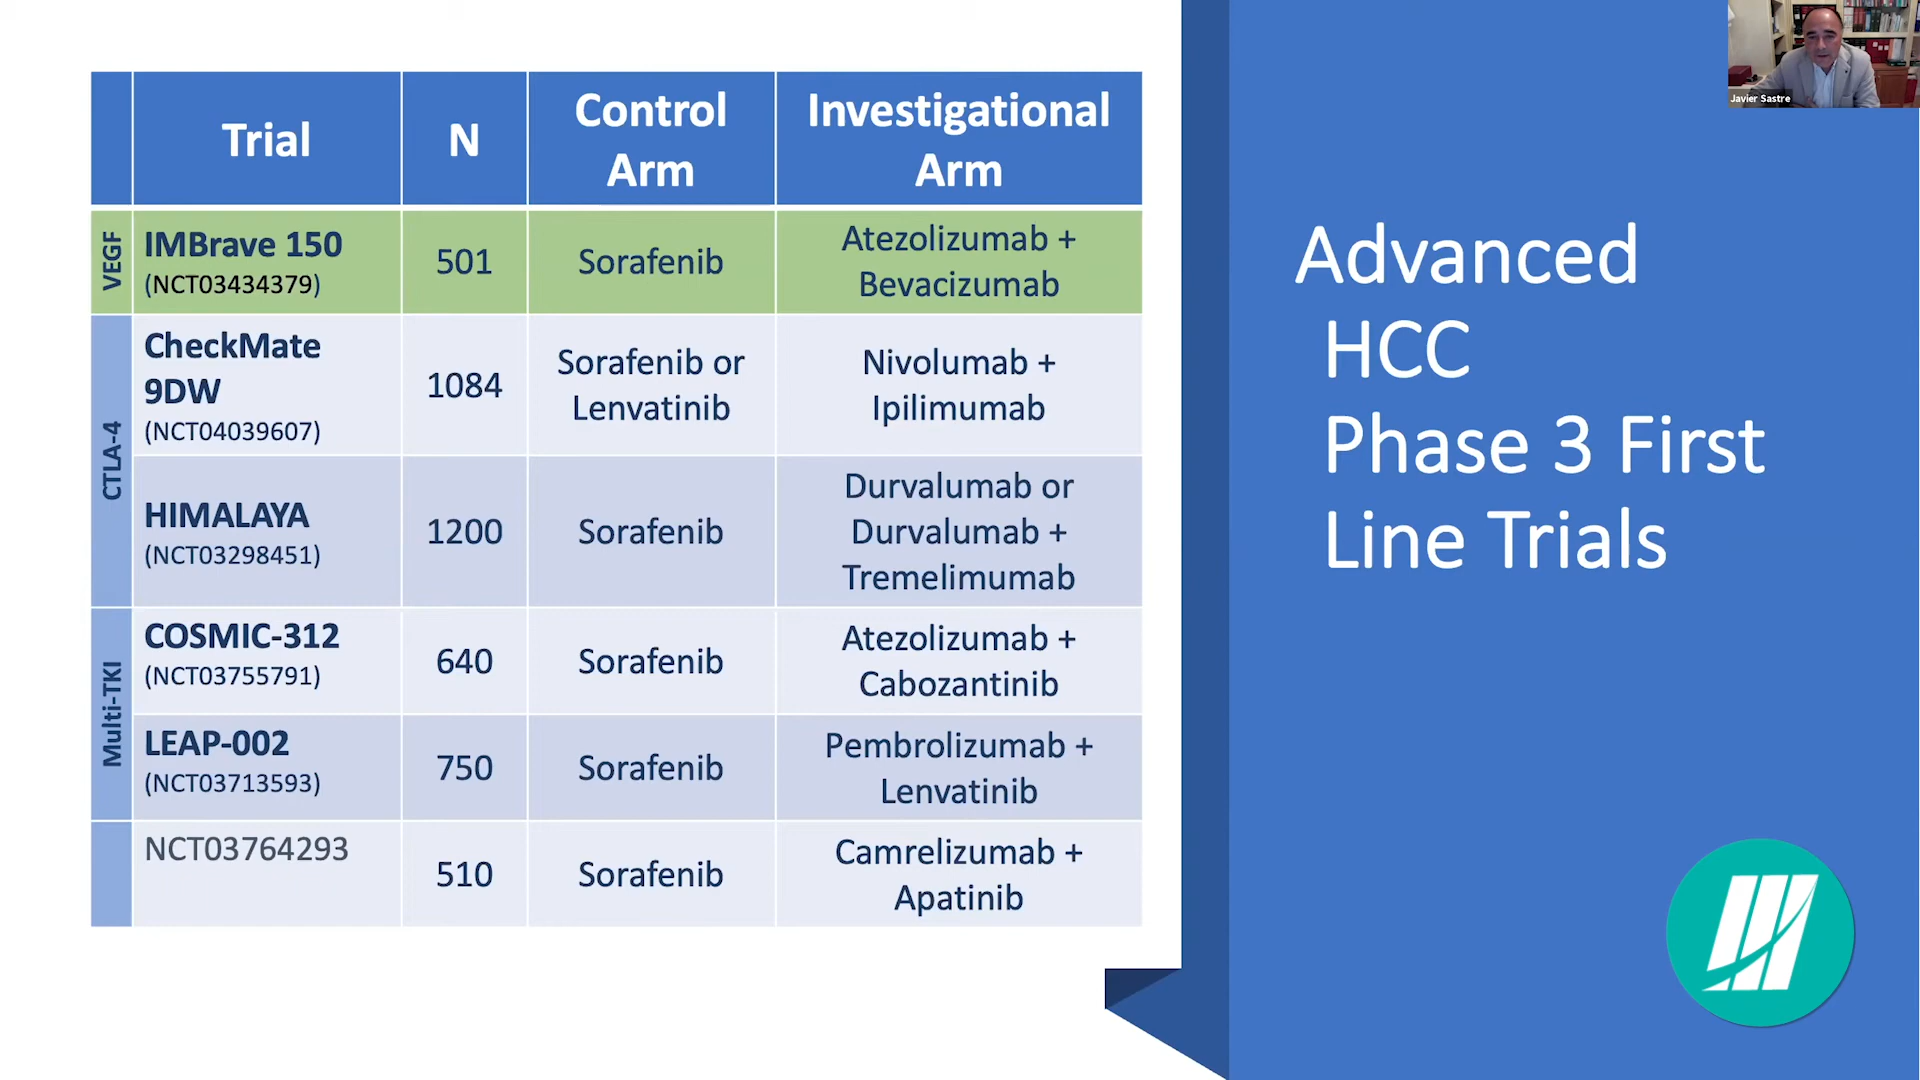 Javier Sastre
Trial
N
Control
Arm
Investigational
Arm
VEGF
IMBrave 150
(NCT03434379)
501
Sorafenib
Atezolizumab +
Bevacizumab
CTLA-4
CheckMate
9DW
(NCT04039607)
1084
Sorafenib or
Lenvatinib
Nivolumab +
Ipilimumab
HIMALAYA
(NCT03298451)
1200
Sorafenib
Durvalumab or
Durvalumab +
Tremelimumab
Multi-TKI
COSMIC-312
(NCT03755791)
640
Sorafenib
Atezolizumab +
Cabozantinib
LEAP-002
(NCT03713593)
750
Sorafenib
Pembrolizumab +
Lenvatinib
NCT03764293
510
Sorafenib
Camrelizumab +
Apatinib
Advanced
HCC
Phase 3 First
Line Trials